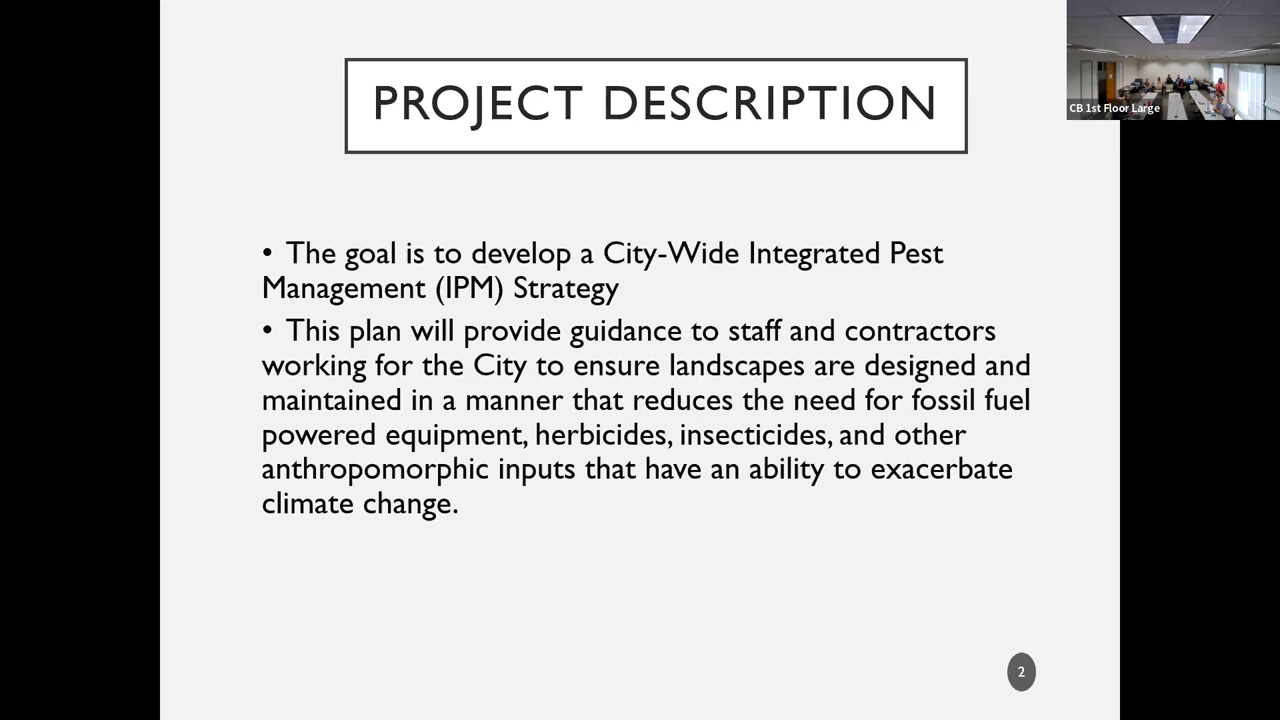 PROJECT DESCRIPTION
CB 1st Floor Large
• The goal is to develop a City-Wide Integrated Pest
Management (IPM) Strategy
• This plan will provide guidance to staff and contractors
working for the City to ensure landscapes are designed and
maintained in a manner that reduces the need for fossil fuel
powered equipment, herbicides, insecticides, and other
anthropomorphic inputs that have an ability to exacerbate
climate change.
2